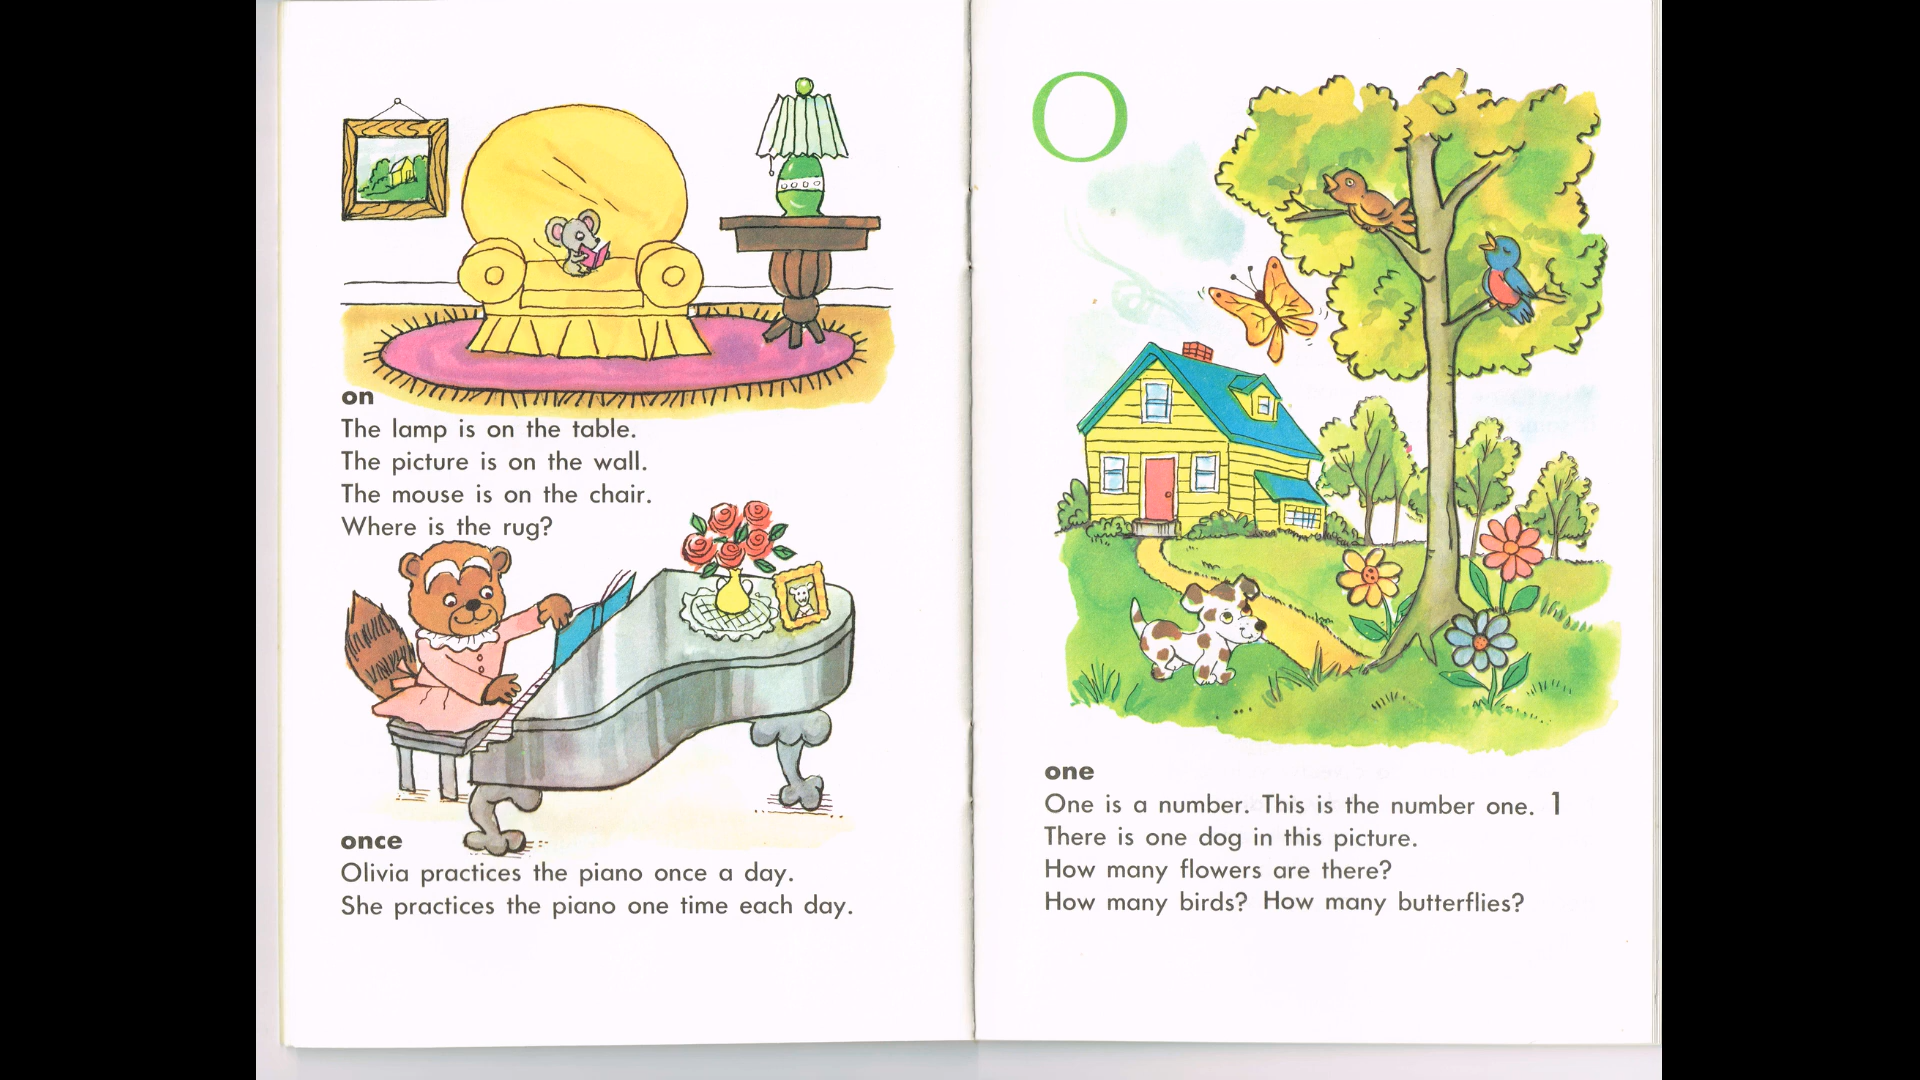 on
The lamp is on the table.
The picture is on the wall.
The mouse is on the chair.
Where is the rug?
once
Olivia practices the piano once a day.
She practices the piano one time each day.
O
one
One is a number. This is the number one. 1
There is one dog in this picture.
How many flowers are there?
How many birds? How many butterflies?